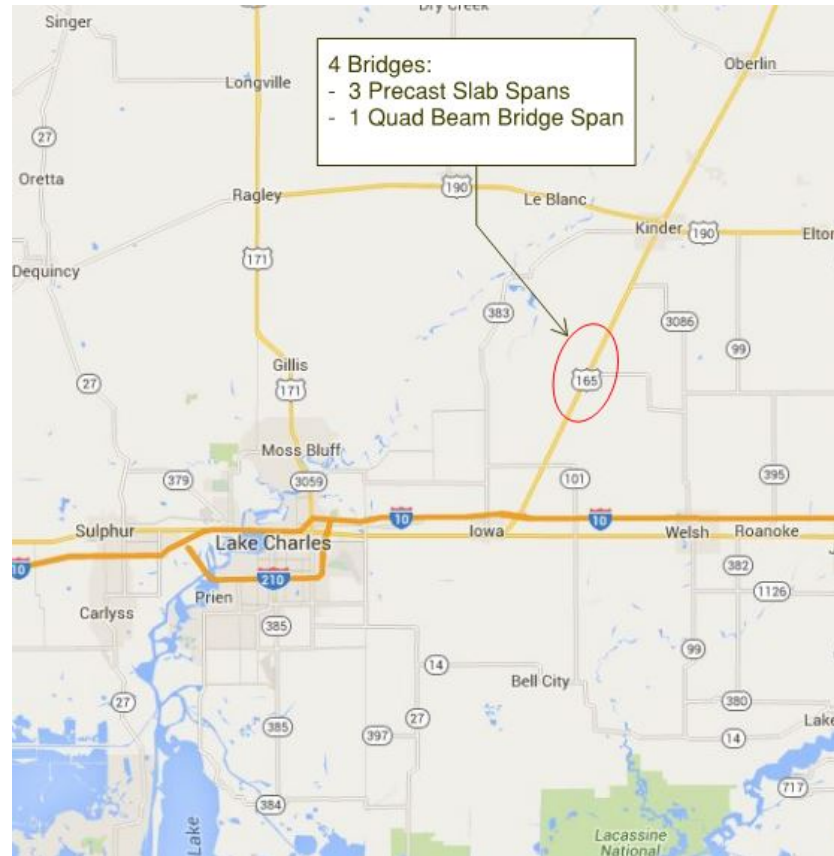 Dry Creek
Singer
Oberlin
4 Bridges:
- 3 Precast Slab Spans
- 1 Quad Beam Bridge Span
Longville
27
Oretta
Ragley
190
Le Blanc
Kinder
190
Elton
Dequincy
171
383
3086
99
Gillis
27
171
165
Moss Bluff
379
3059
101
395
10
10
Sulphur
Iowa
Welsh
Roanoke
Lake Charles
10
210
Prien
382
1126
Carlyss
385
99
14
Bell City
27
380
385
397
27
14
Lake
384
717
Lake
Lacassine
National